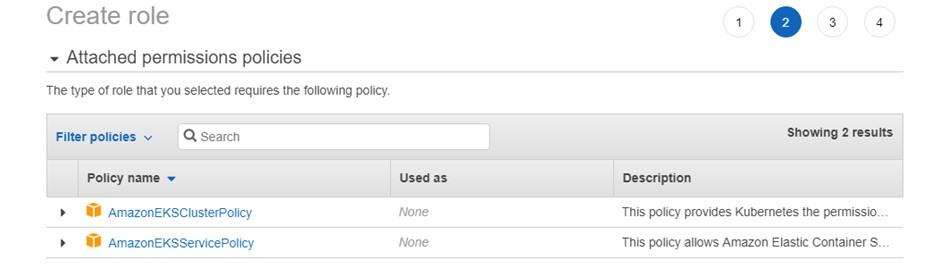 Create role
1 2 3 4
Attached permissions policies
The type of role that you selected requires the following policy.
Filter policies Search Showing 2 results
Policy name Used as Description
AmazonEKSClusterPolicy None This policy provides Kubernetes the permissio...
AmazonEKSServicePolicy None This policy allows Amazon Elastic Container S...